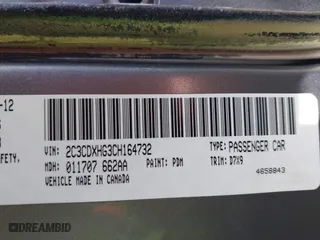 -12
FETY.
VIN: 2C3CDXHG3CH164732
TYPE: PASSENGER CAR
MDH: 011707 662AA
PAINT: PDM
TRIM: D7X9
VEHICLE MADE IN CANADA
4658843
© DREAMBID